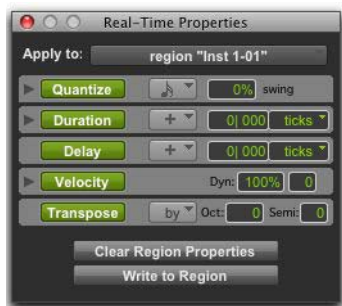 Real-Time Properties
Apply to: region "Inst 1-01"
Quantize 0% swing
Duration + 0| 000 ticks
Delay + 0| 000 ticks
Velocity Dyn: 100% 0
Transpose by Oct: 0 Semi: 0
Clear Region Properties
Write to Region